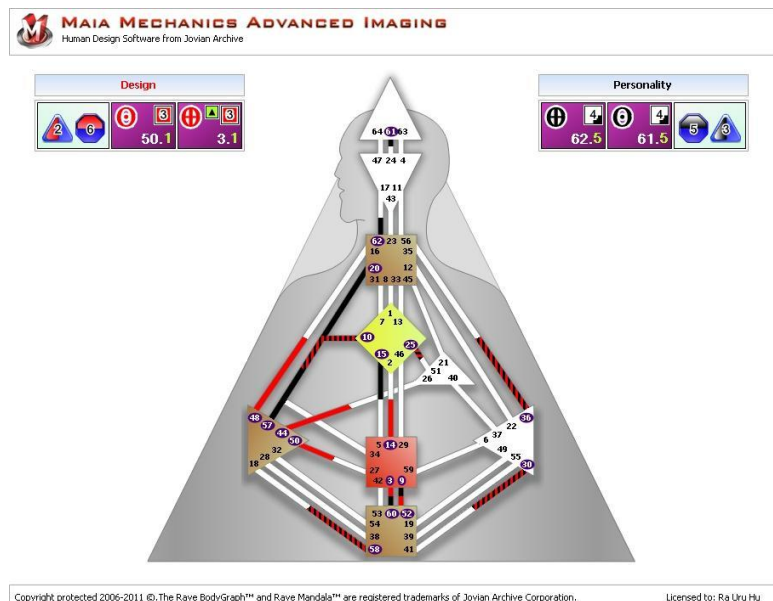 MAIA MECHANICS ADVANCED IMAGING
Human Design Software from Jovian Archive
Design
Personality
2 6 3 50.1 3 3.1
4 62.5 4 61.5 5 3
64 61 63
47 24 4
17 11
43
62 23 56
16 35
20 12
31 8 33 45
1
7 13
10 25
15 46
2
21
51
26 40
48
57
44
50
32
28
18
36
22
37
6
49
55
30
5 14 29
34
27 59
42 3 9
53 60 52
54 19
38 39
58 41
Copyright protected 2006-2011 ©.The Rave BodyGraph™ and Rave Mandala™ are registered trademarks of Jovian Archive Corporation.
Licensed to: Ra Uru Hu